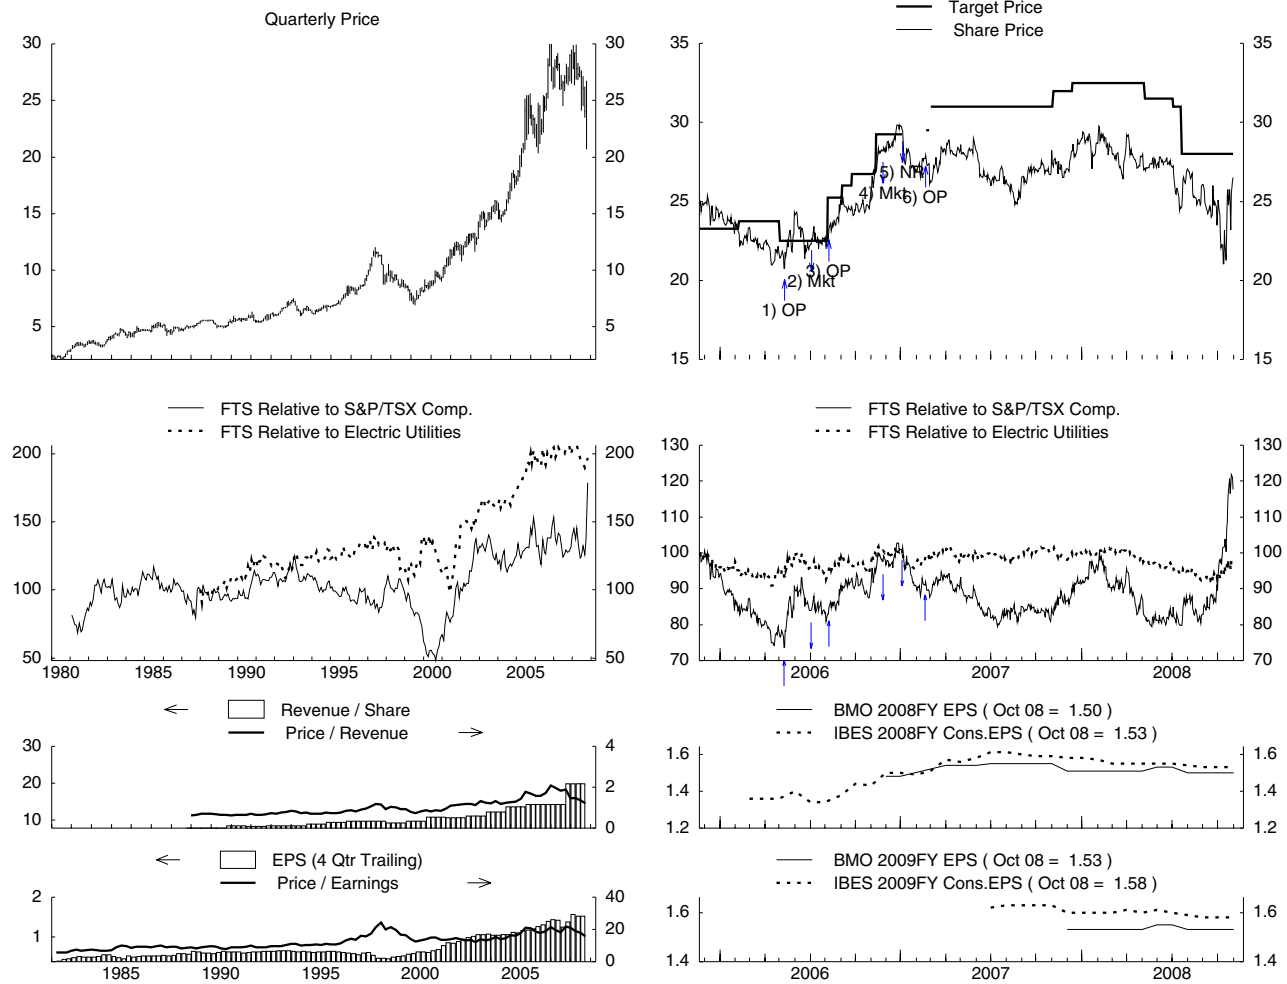 Quarterly Price
30 30
25 25
20 20
15 15
10 10
5 5
Target Price
Share Price
35 35
30 30
25 25
20 20
15 15
5) NR
4) Mkt
6) OP
3) OP
2) Mkt
1) OP
FTS Relative to S&P/TSX Comp.
FTS Relative to Electric Utilities
200 200
150 150
100 100
50 50
1980 1985 1990 1995 2000 2005
FTS Relative to S&P/TSX Comp.
FTS Relative to Electric Utilities
130 130
120 120
110 110
100 100
90 90
80 80
70 70
2006 2007 2008
Revenue / Share
Price / Revenue
30 4
20 2
10 0
BMO 2008FY EPS ( Oct 08 = 1.50 )
IBES 2008FY Cons.EPS ( Oct 08 = 1.53 )
1.6 1.6
1.4 1.4
1.2 1.2
EPS (4 Qtr Trailing)
Price / Earnings
2 40
1 20
0
1985 1990 1995 2000 2005
BMO 2009FY EPS ( Oct 08 = 1.53 )
IBES 2009FY Cons.EPS ( Oct 08 = 1.58 )
1.6 1.6
1.4 1.4
2006 2007 2008